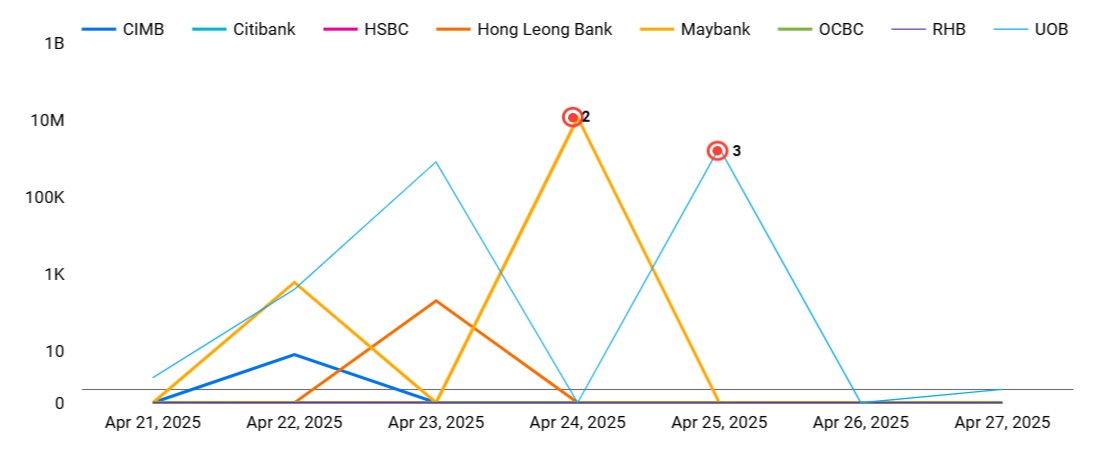 CIMB Citibank HSBC Hong Leong Bank Maybank OCBC RHB UOB
1B
10M
2
3
100K
1K
10
0
Apr 21, 2025 Apr 22, 2025 Apr 23, 2025 Apr 24, 2025 Apr 25, 2025 Apr 26, 2025 Apr 27, 2025